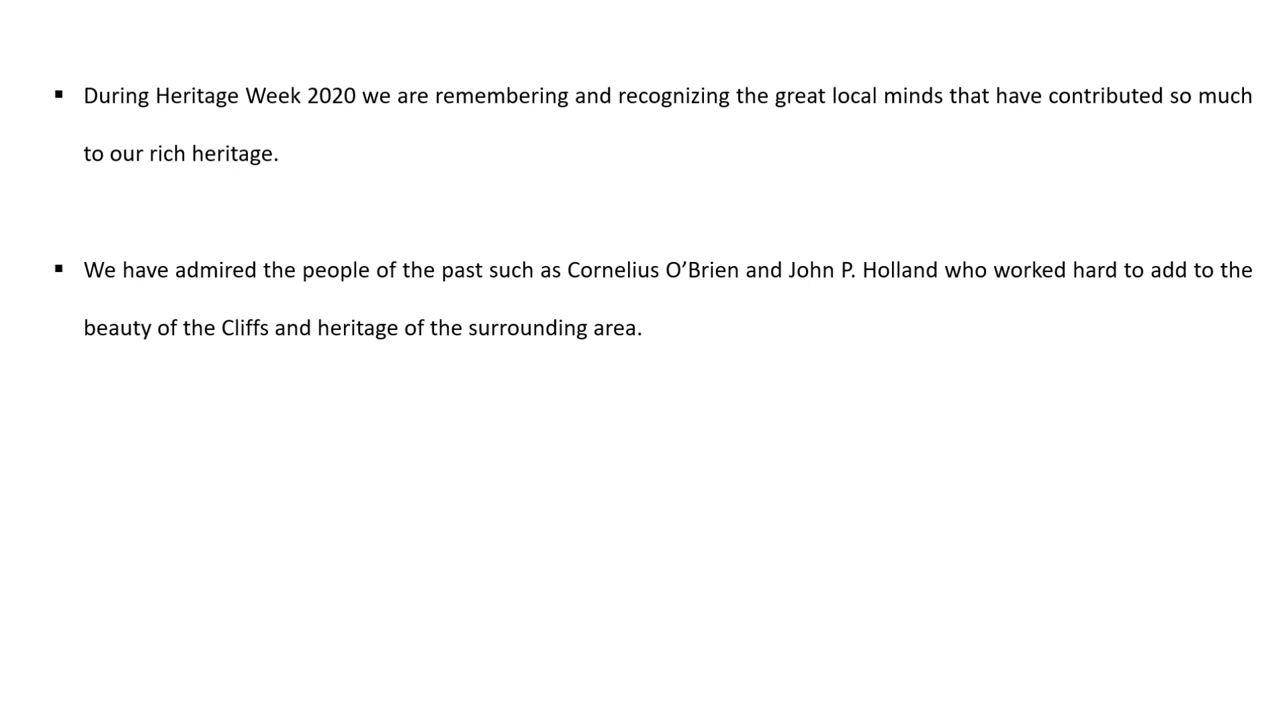 ▪ During Heritage Week 2020 we are remembering and recognizing the great local minds that have contributed so much
to our rich heritage.
▪ We have admired the people of the past such as Cornelius O’Brien and John P. Holland who worked hard to add to the
beauty of the Cliffs and heritage of the surrounding area.